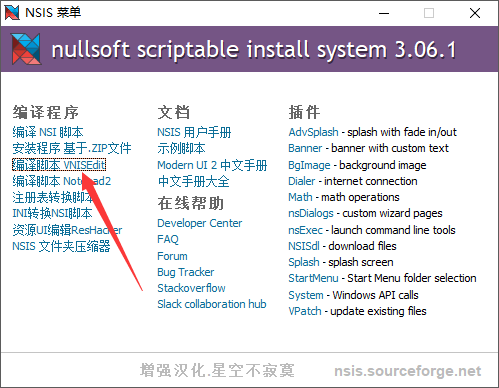 NSIS 菜单
nullsoft scriptable install system 3.06.1
编译程序
编译 NSI 脚本
安装程序 基于.ZIP文件
编译脚本 VNISEdit
编译脚本 Notepad2
注册表转换脚本
INI转换NSI脚本
资源UI编辑ResHacker
NSIS 文件夹压缩器
文档
NSIS 用户手册
示例脚本
Modern UI 2 中文手册
中文手册大全
在线帮助
Developer Center
FAQ
Forum
Bug Tracker
Stackoverflow
Slack collaboration hub
插件
AdvSplash - splash with fade in/out
Banner - banner with custom text
BgImage - background image
Dialer - internet connection
Math - math operations
nsDialogs - custom wizard pages
nsExec - launch command line tools
NSISdl - download files
Splash - splash screen
StartMenu - Start Menu folder selection
System - Windows API calls
VPatch - update existing files
增强汉化.星空不寂寞
nsis.sourceforge.net